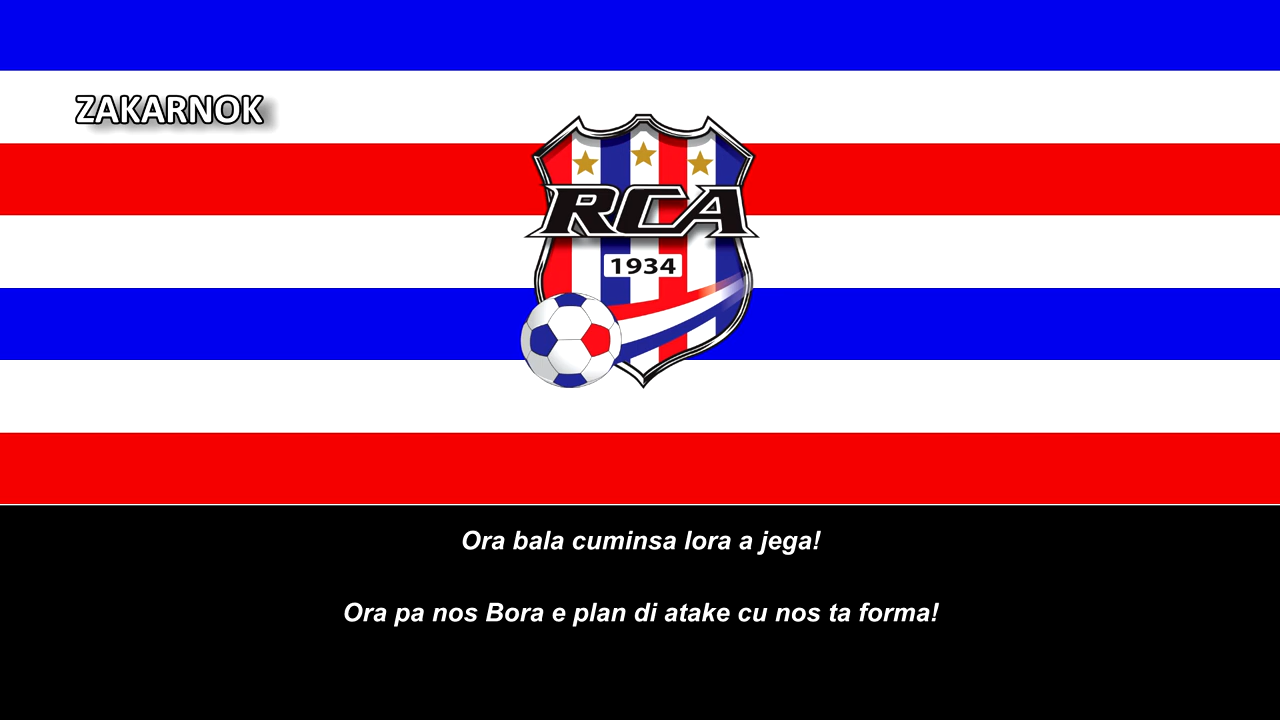 ZAKARNOK
RCA
1934
Ora bala cuminsa lora a jega!
Ora pa nos Bora e plan di atake cu nos ta forma!